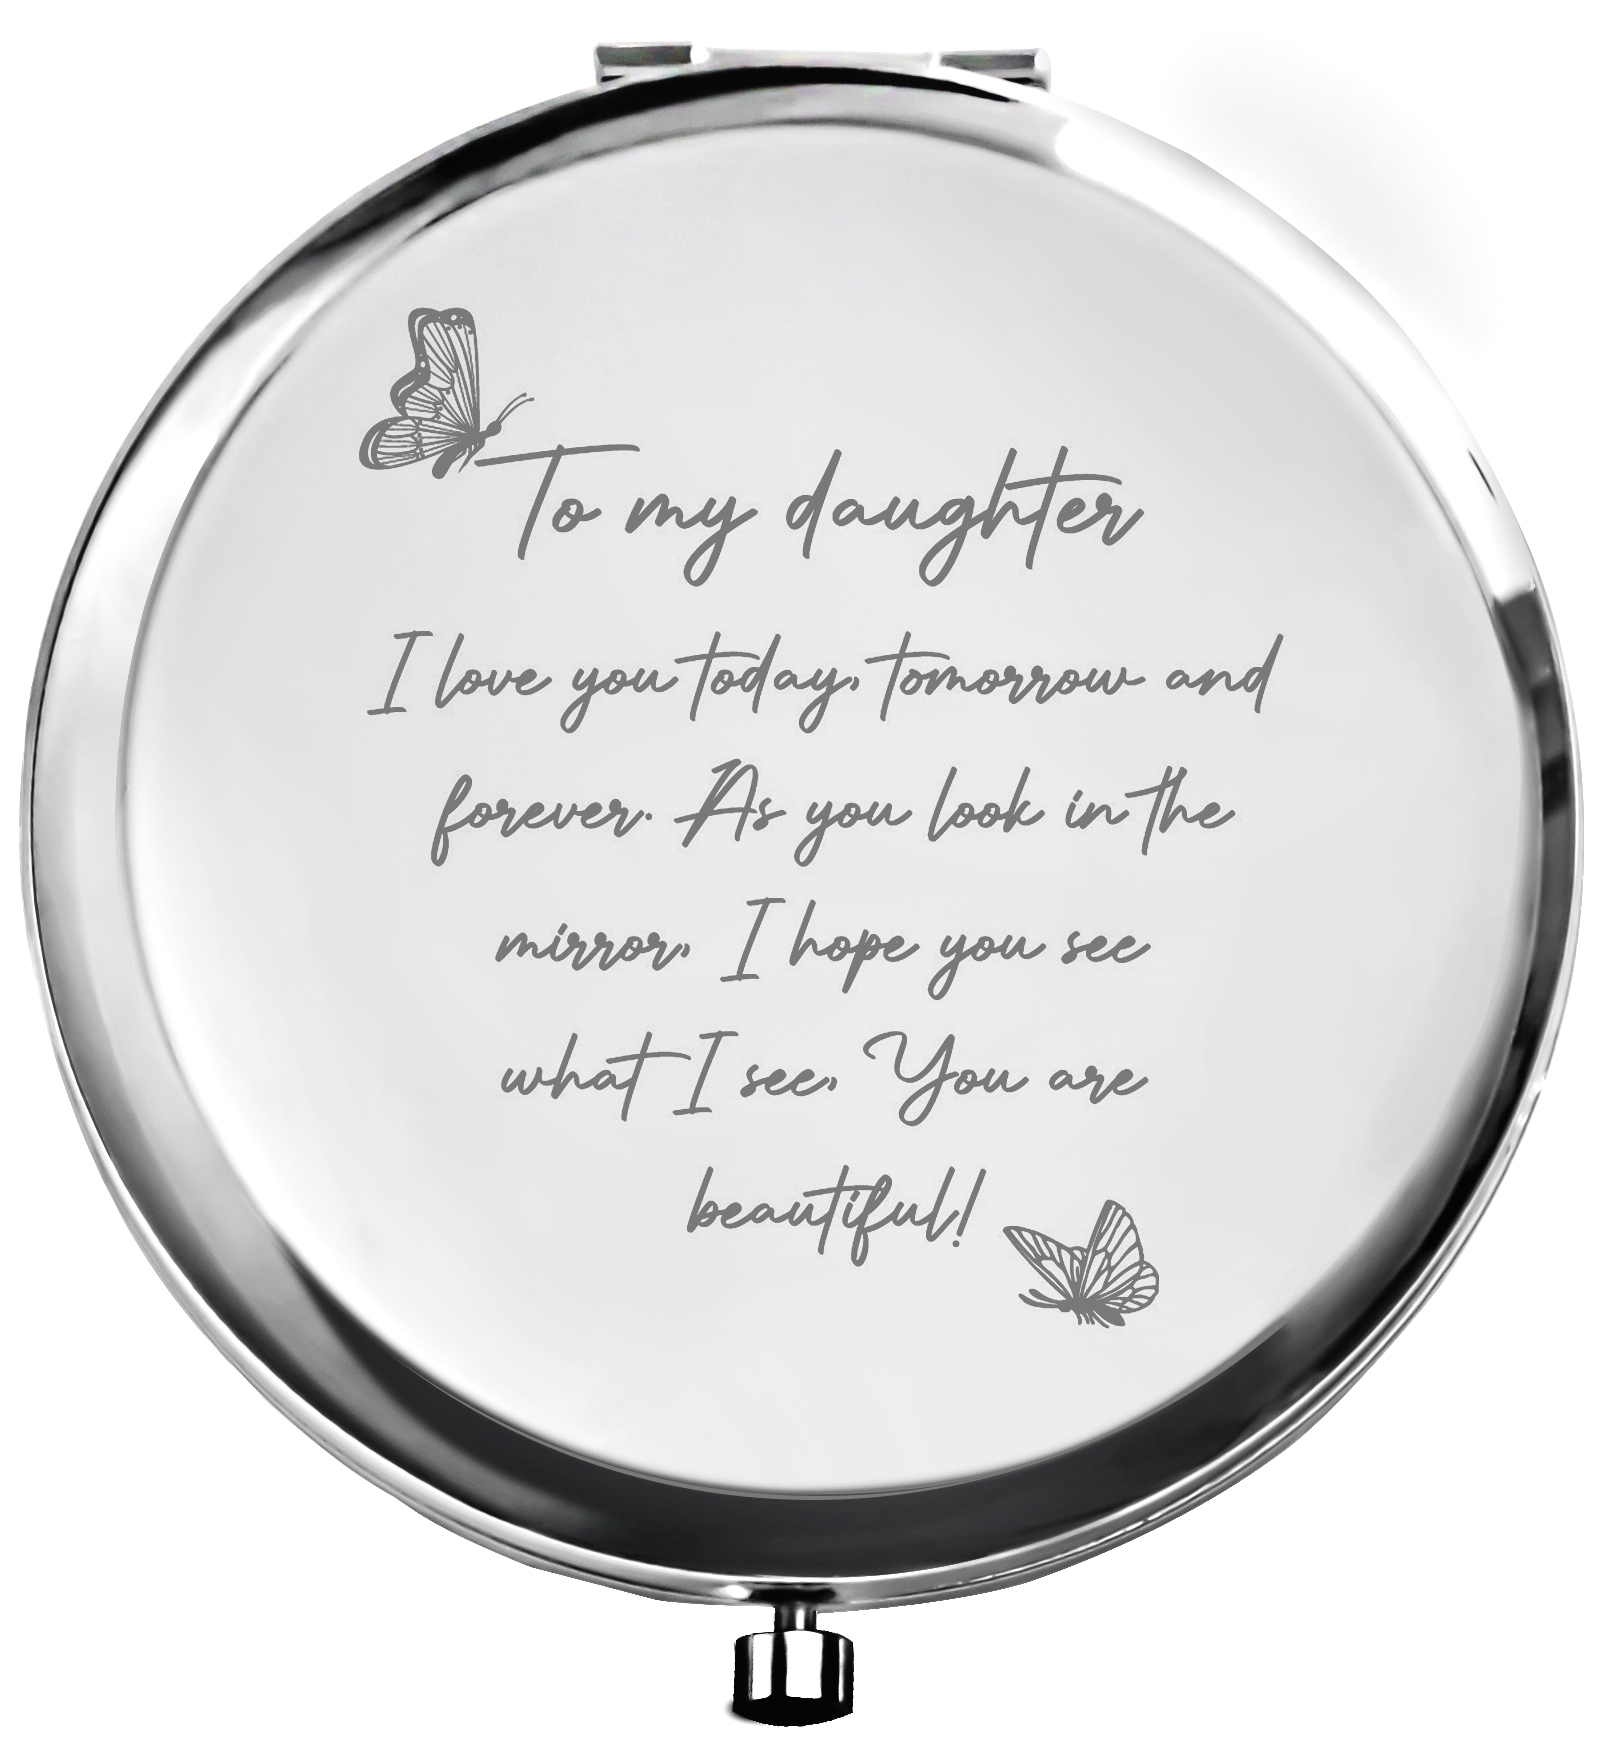 To my daughter
I love you today, tomorrow and
forever. As you look in the
mirror, I hope you see
what I see, You are
beautiful!